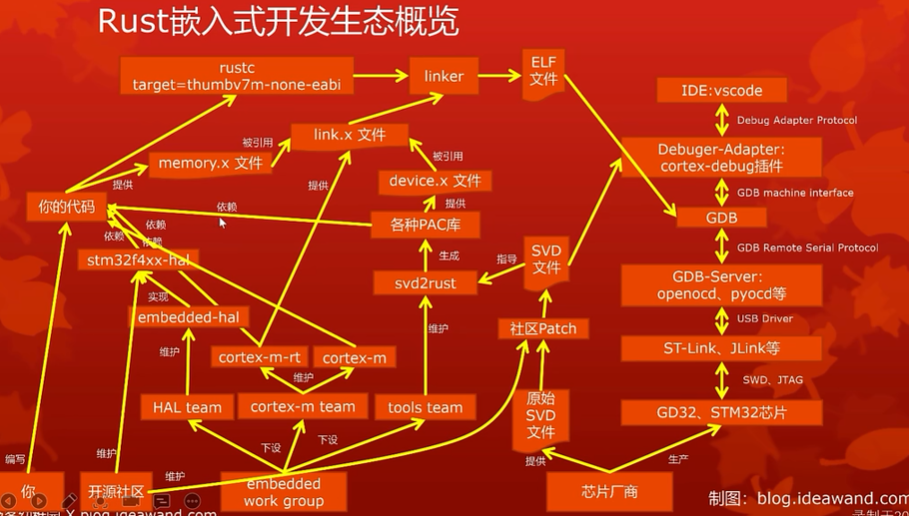 Rust嵌入式开发生态概览
rustc
target=thumbv7m-none-eabi
linker
ELF
文件
IDE:vscode
Debug Adapter Protocol
link.x 文件
被引用
memory.x 文件
被引用
Debuger-Adapter:
cortex-debug插件
提供
提供
device.x 文件
GDB machine interface
你的代码
依赖
提供
各种PAC库
GDB
依赖
依赖
依赖
GDB Remote Serial Protocol
stm32f4xx-hal
生成
指导
SVD
文件
svd2rust
GDB-Server:
openocd、pyocd等
实现
embedded-hal
维护
社区Patch
USB Driver
维护
cortex-m-rt
cortex-m
ST-Link、JLink等
维护
SWD、JTAG
HAL team
cortex-m team
tools team
原始
SVD
文件
GD32、STM32芯片
下设
下设
编写
维护
维护
提供
生产
你
开源社区
embedded
work group
芯片厂商
制图：blog.ideawand.com
X blog.ideawand.com